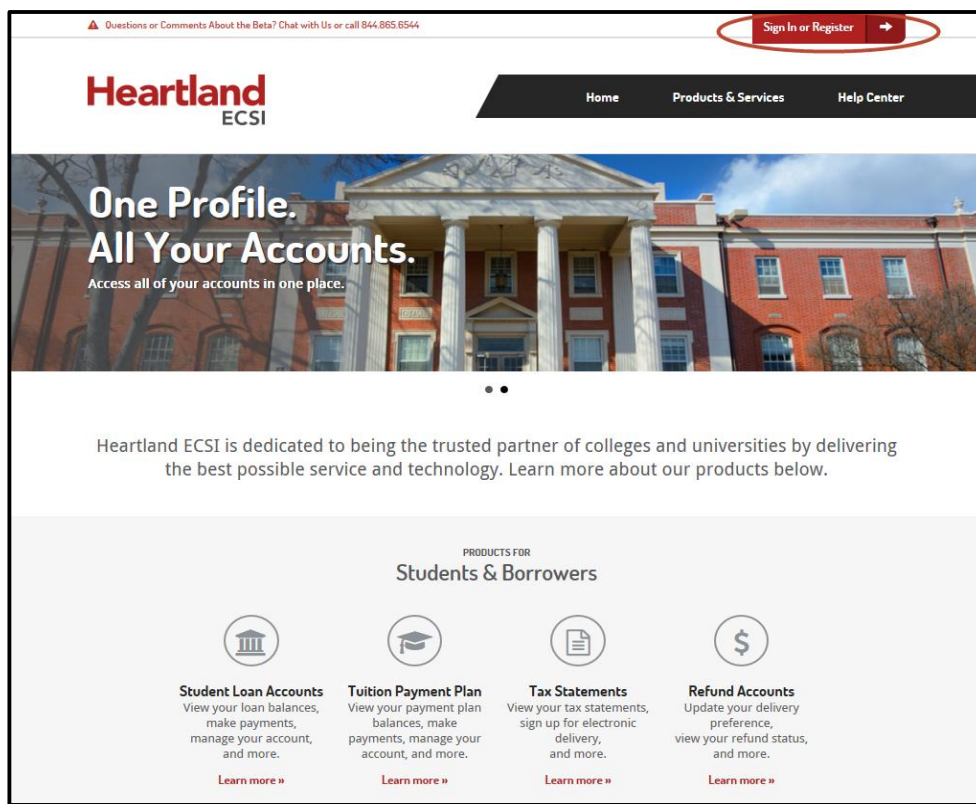 Questions or Comments About the Beta? Chat with Us or call 844.865.6544
Sign In or Register
Heartland
ECSI
Home
Products & Services
Help Center
One Profile.
All Your Accounts.
Access all of your accounts in one place.
Heartland ECSI is dedicated to being the trusted partner of colleges and universities by delivering
the best possible service and technology. Learn more about our products below.
PRODUCTS FOR
Students & Borrowers
Student Loan Accounts
View your loan balances,
make payments,
manage your account,
and more.
Learn more »
Tuition Payment Plan
View your payment plan
balances, make
payments, manage your
account, and more.
Learn more »
Tax Statements
View your tax statements,
sign up for electronic
delivery,
and more.
Learn more »
Refund Accounts
Update your delivery
preference,
view your refund status,
and more.
Learn more »